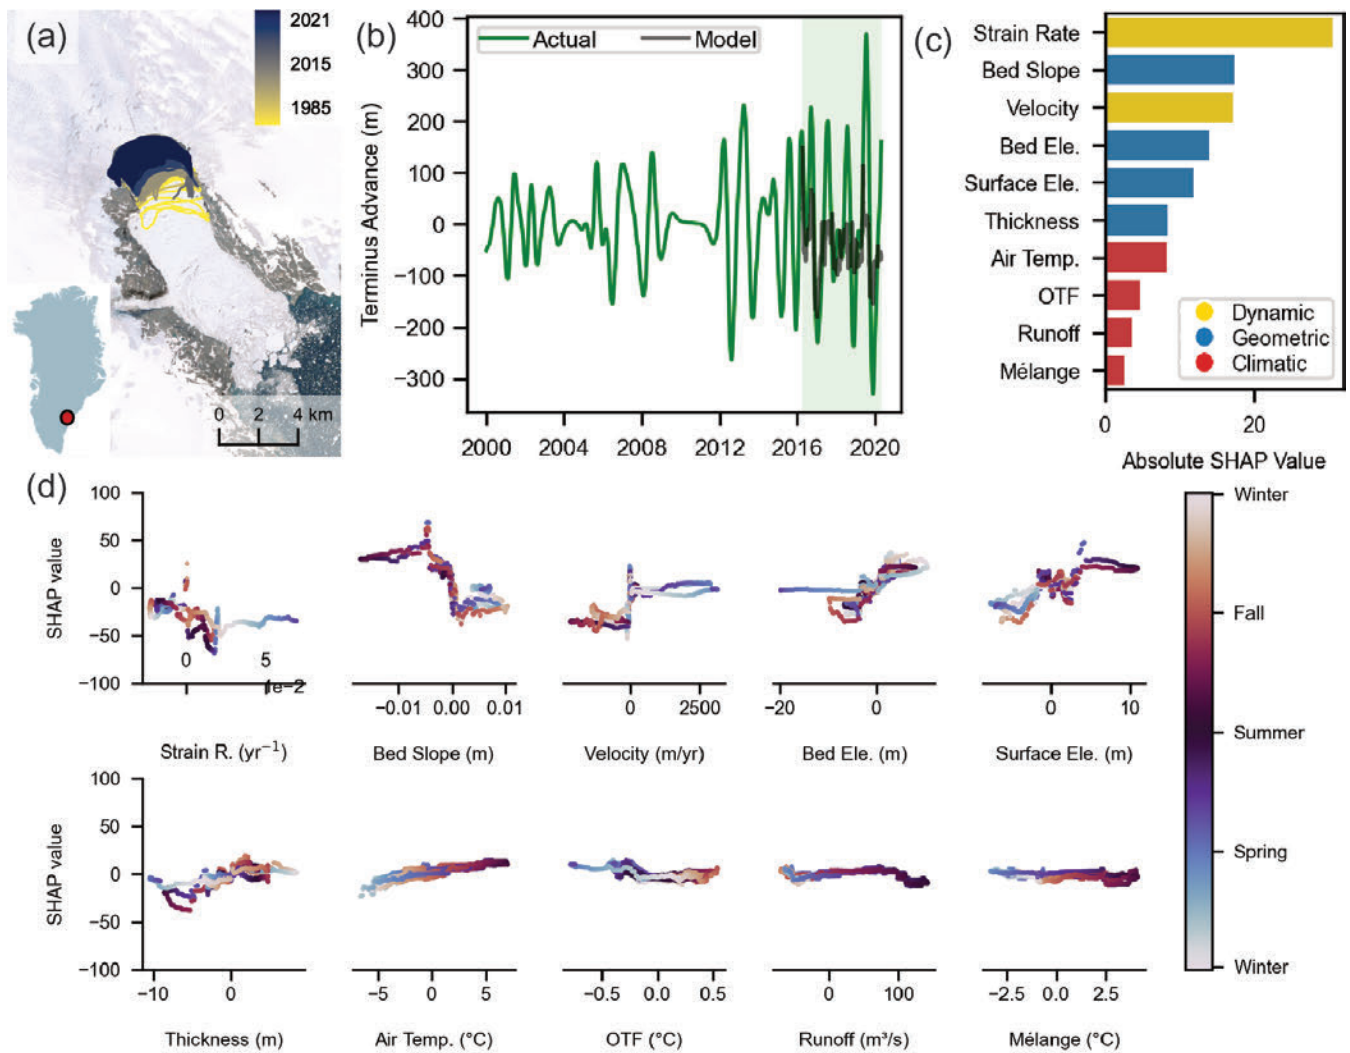 (a)
2021
2015
1985
0 2 4 km
(b)
Actual
Model
Terminus Advance (m)
400
300
200
100
0
−100
−200
−300
2000 2004 2008 2012 2016 2020
(c)
Strain Rate
Bed Slope
Velocity
Bed Ele.
Surface Ele.
Thickness
Air Temp.
OTF
Runoff
Mélange
Dynamic
Geometric
Climatic
0 20
Absolute SHAP Value
(d)
SHAP value
100
50
0
−50
−100
0 5
1e−2
−0.01 0.00 0.01
0 2500
−20 0
0 10
Strain R. (yr⁻¹)
Bed Slope (m)
Velocity (m/yr)
Bed Ele. (m)
Surface Ele. (m)
SHAP value
100
50
0
−50
−100
−10 0
−5 0 5
−0.5 0.0 0.5
0 100
−2.5 0.0 2.5
Thickness (m)
Air Temp. (°C)
OTF (°C)
Runoff (m³/s)
Mélange (°C)
Winter
Fall
Summer
Spring
Winter